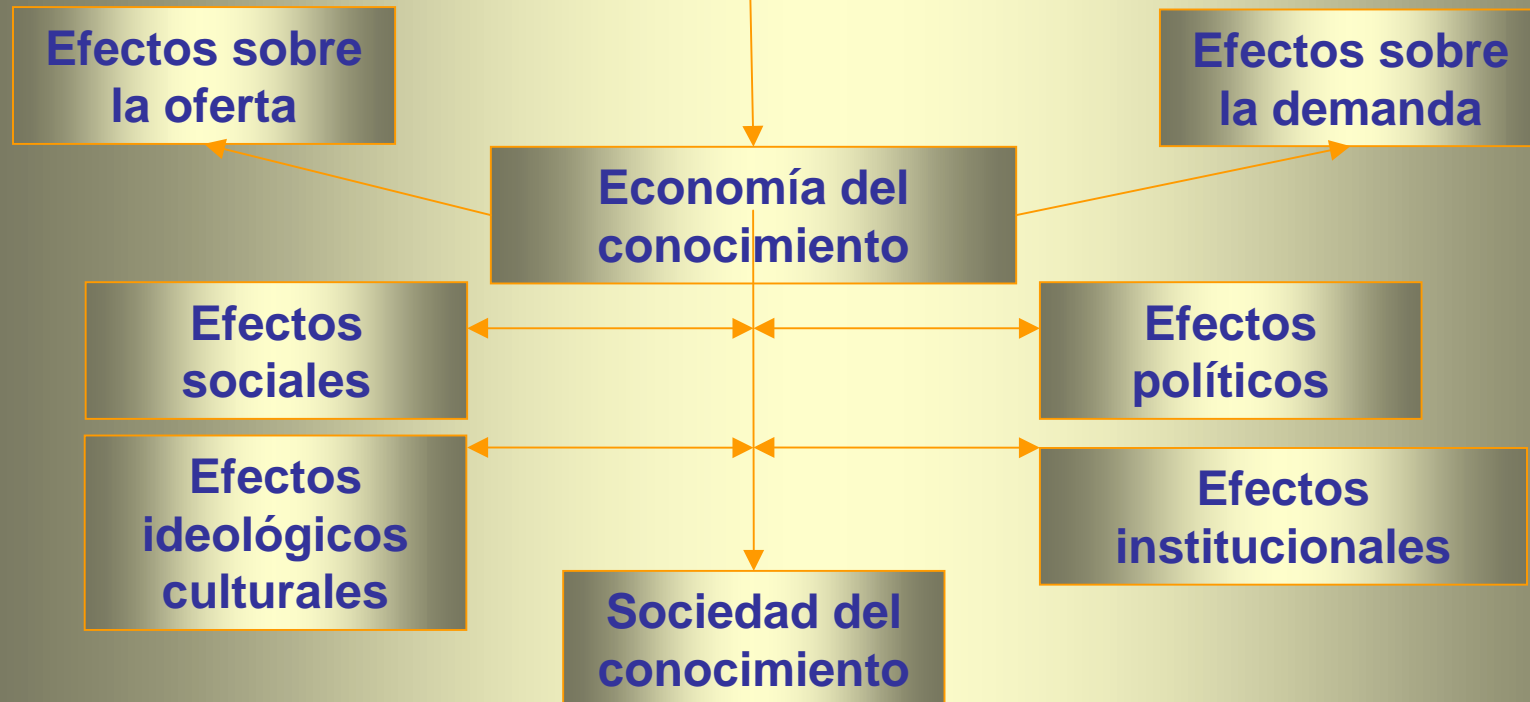 Efectos sobre
la oferta
Efectos sobre
la demanda
Economía del
conocimiento
Efectos
sociales
Efectos
políticos
Efectos
ideológicos
culturales
Efectos
institucionales
Sociedad del
conocimiento